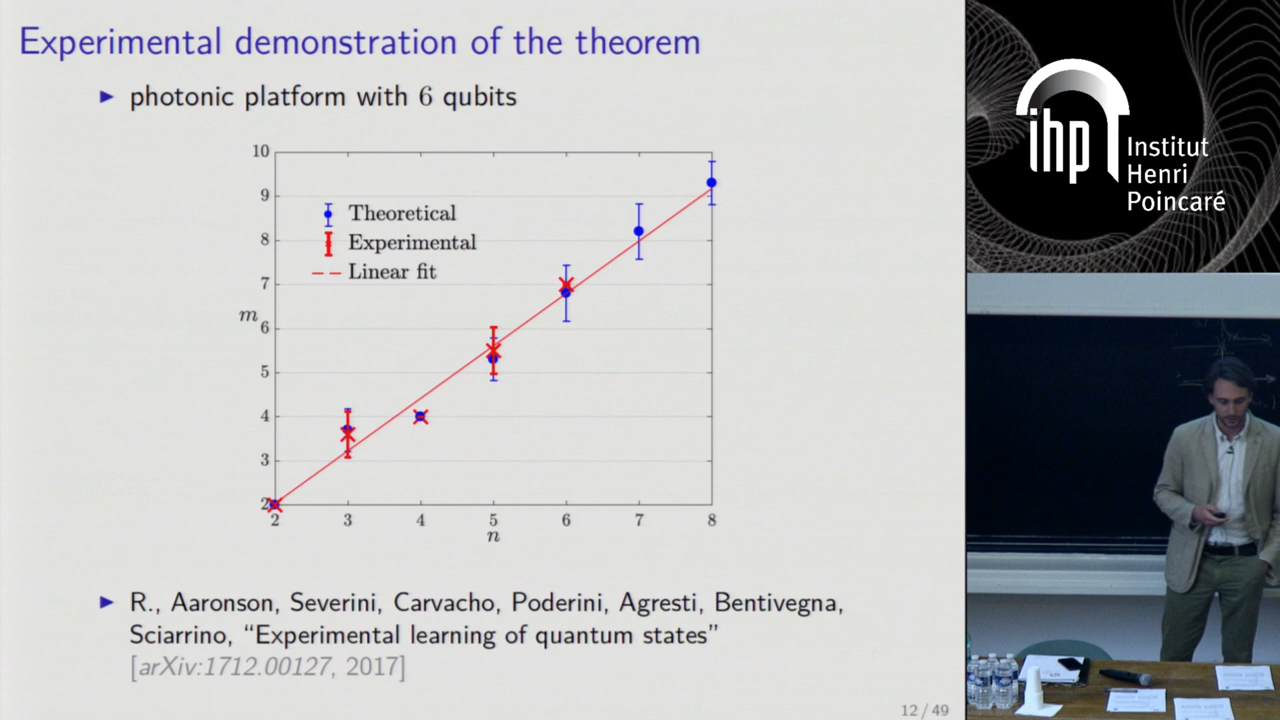 Experimental demonstration of the theorem
▶ photonic platform with 6 qubits
10
9
8
7
6
5
4
3
2
m
Theoretical
Experimental
Linear fit
2 3 4 5 6 7 8
n
▶ R., Aaronson, Severini, Carvacho, Poderini, Agresti, Bentivegna,
Sciarrino, “Experimental learning of quantum states”
[arXiv:1712.00127, 2017]
12 / 49
ihp
Institut
Henri
Poincaré